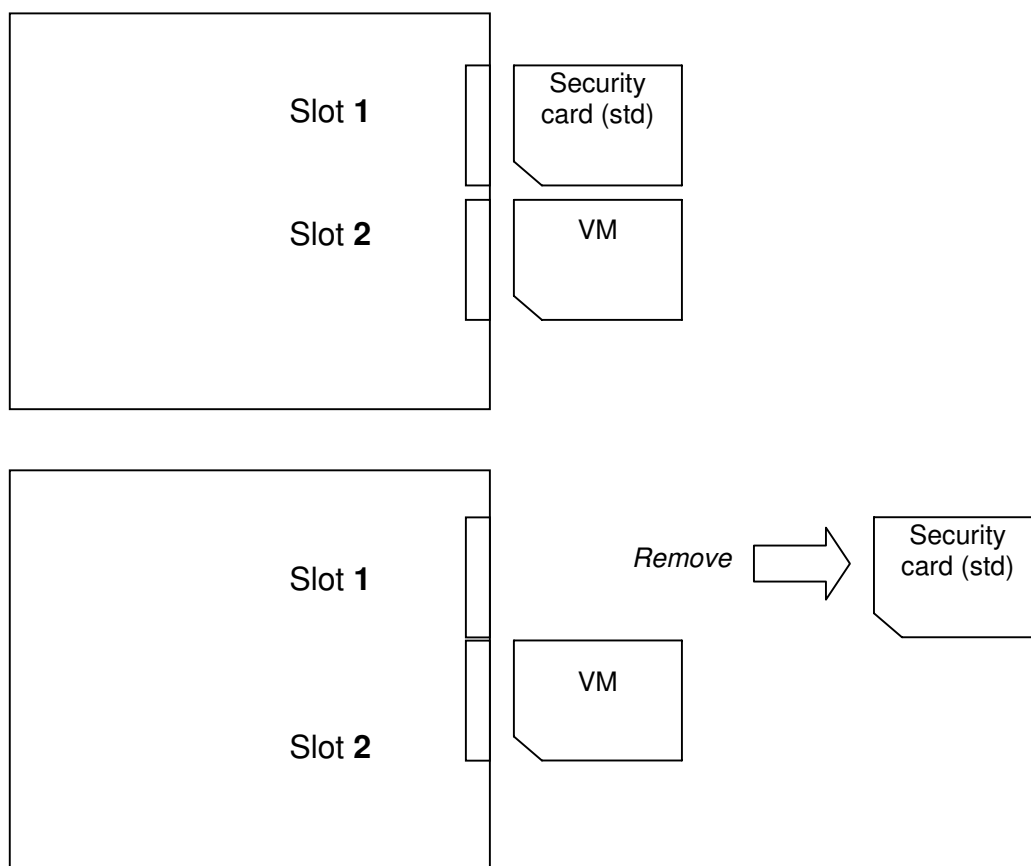 Slot 1
Security
card (std)
Slot 2
VM
Slot 1
Remove
Security
card (std)
VM
Slot 2